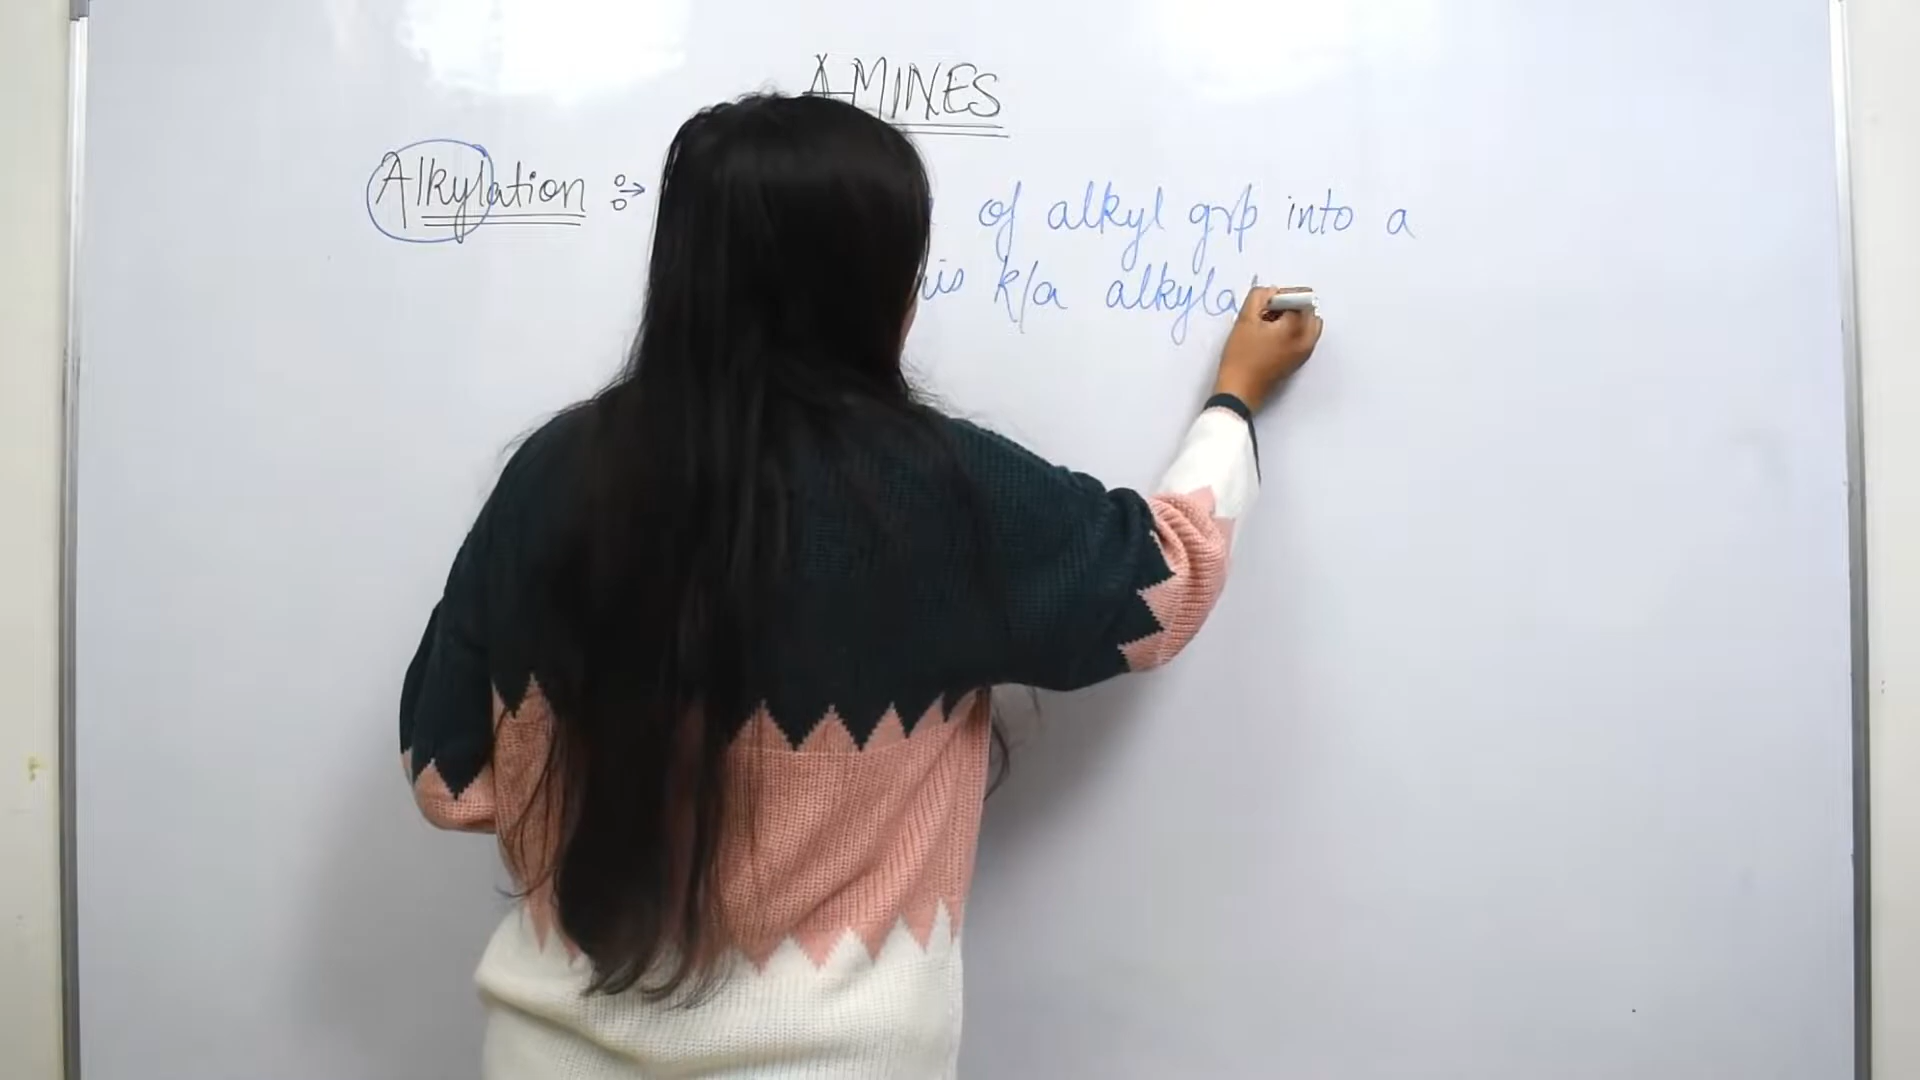 AMINES
Alkylation :→ of alkyl grp into a
k/a alkyla